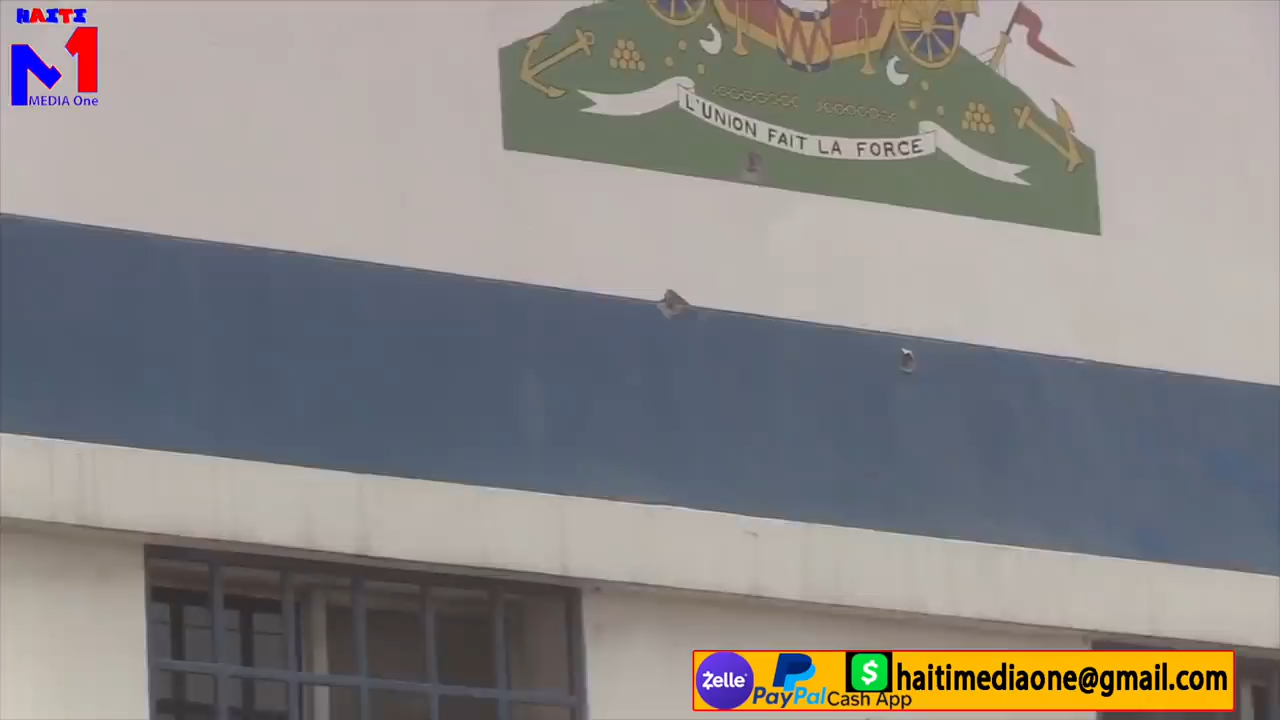 HAITI
M1
MEDIA One
L'UNION FAIT LA FORCE
Zelle
PayPal
Cash App
haitimediaone@gmail.com